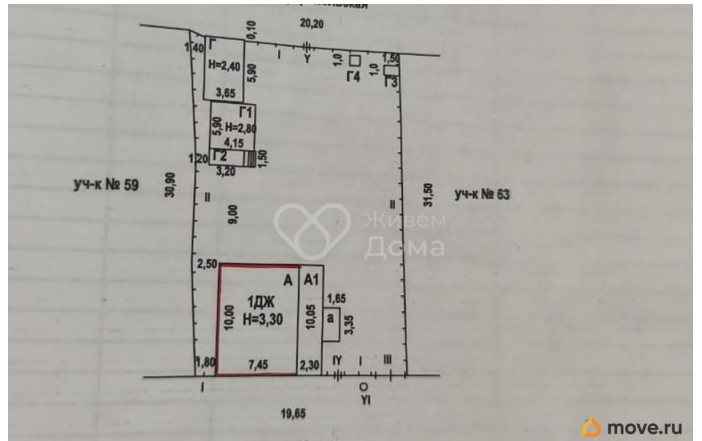 20,20
0,10
1,40
Г
Н=2,40
5,90
3,65
I
Y
1,0
Г4
1,0
1,50
Г3
5,90
Г1
Н=2,80
4,15
1,20
Г2
1,50
3,20
уч-к № 59
30,90
II
9,00
II
31,50
уч-к № 63
Живем
Дома
2,50
А
А1
1ДЖ
Н=3,30
10,00
10,05
1,65
а
3,35
1,80
7,45
2,30
IY
I
III
I
YI
19,65
move.ru